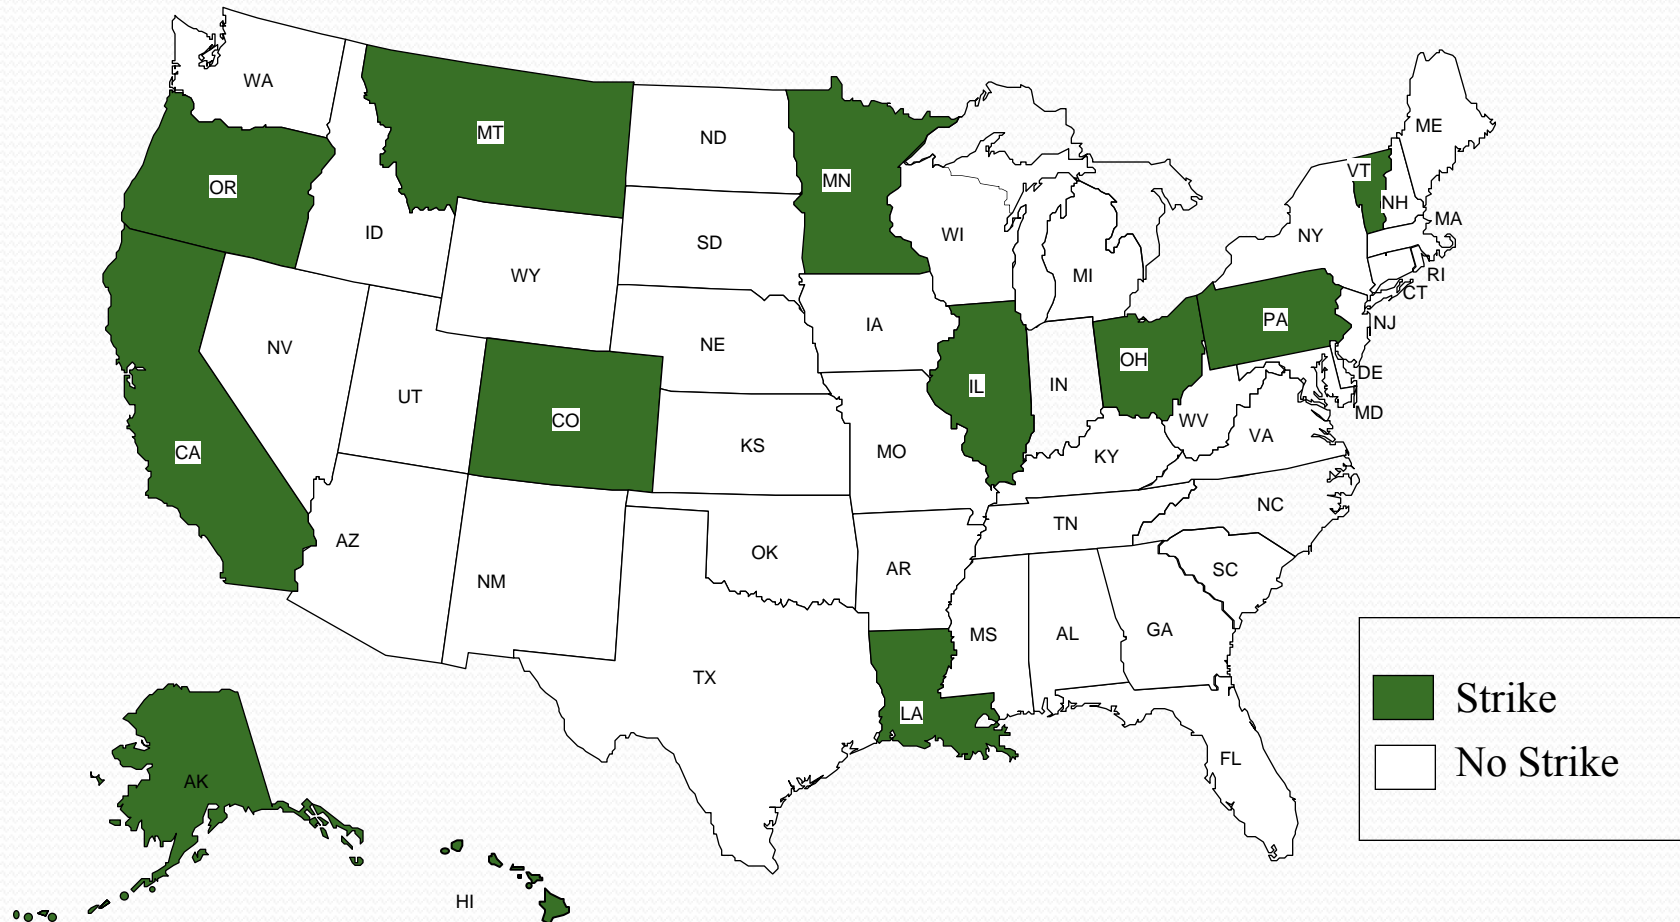 WA
MT
ND
MN
ME
VT
OR
NH
ID
SD
WI
NY
MA
WY
MI
RI
CT
IA
PA
NJ
NV
NE
OH
UT
IL
IN
DE
CO
WV
MD
CA
KS
MO
KY
VA
AZ
OK
TN
NC
NM
AR
SC
MS
AL
GA
TX
LA
Strike
FL
No Strike
AK
HI